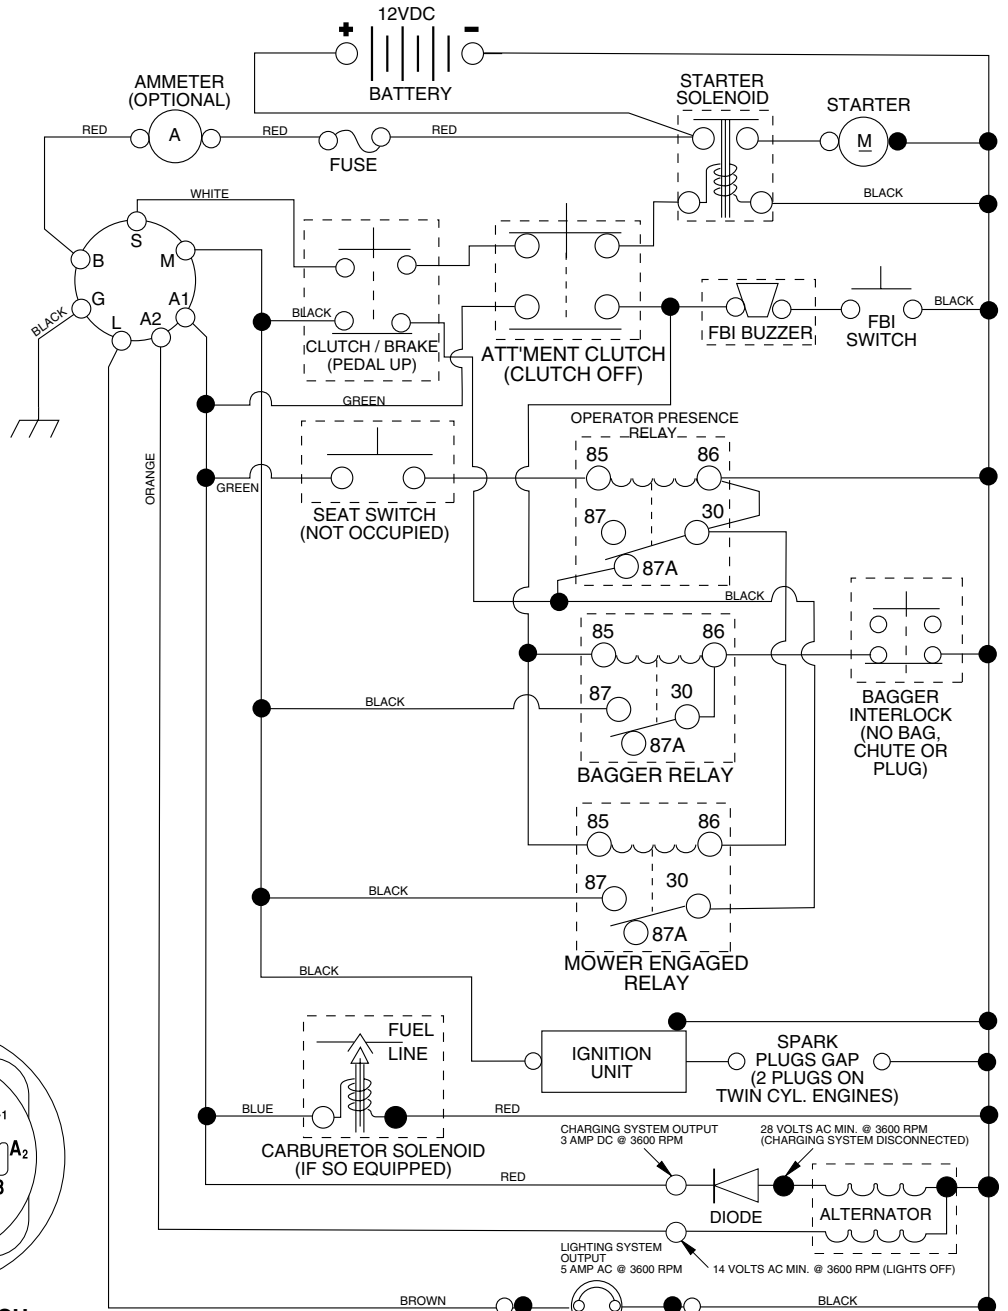 12VDC
+
-
BATTERY
AMMETER
(OPTIONAL)
STARTER
SOLENOID
STARTER
RED
A
RED
FUSE
RED
M
WHITE
BLACK
S
B
M
G
A1
L
A2
BLACK
BLACK
CLUTCH / BRAKE
(PEDAL UP)
ATT'MENT CLUTCH
(CLUTCH OFF)
FBI BUZZER
FBI
SWITCH
BLACK
GREEN
OPERATOR PRESENCE
RELAY
ORANGE
GREEN
SEAT SWITCH
(NOT OCCUPIED)
85
86
87
30
87A
BLACK
85
86
BLACK
87
30
87A
BAGGER RELAY
BAGGER
INTERLOCK
(NO BAG,
CHUTE OR
PLUG)
85
86
BLACK
87
30
87A
MOWER ENGAGED
RELAY
BLACK
FUEL
LINE
IGNITION
UNIT
SPARK
PLUGS GAP
(2 PLUGS ON
TWIN CYL. ENGINES)
BLUE
RED
CARBURETOR SOLENOID
(IF SO EQUIPPED)
CHARGING SYSTEM OUTPUT
3 AMP DC @ 3600 RPM
28 VOLTS AC MIN. @ 3600 RPM
(CHARGING SYSTEM DISCONNECTED)
RED
DIODE
ALTERNATOR
LIGHTING SYSTEM
OUTPUT
5 AMP AC @ 3600 RPM
14 VOLTS AC MIN. @ 3600 RPM (LIGHTS OFF)
BROWN
BLACK
A2